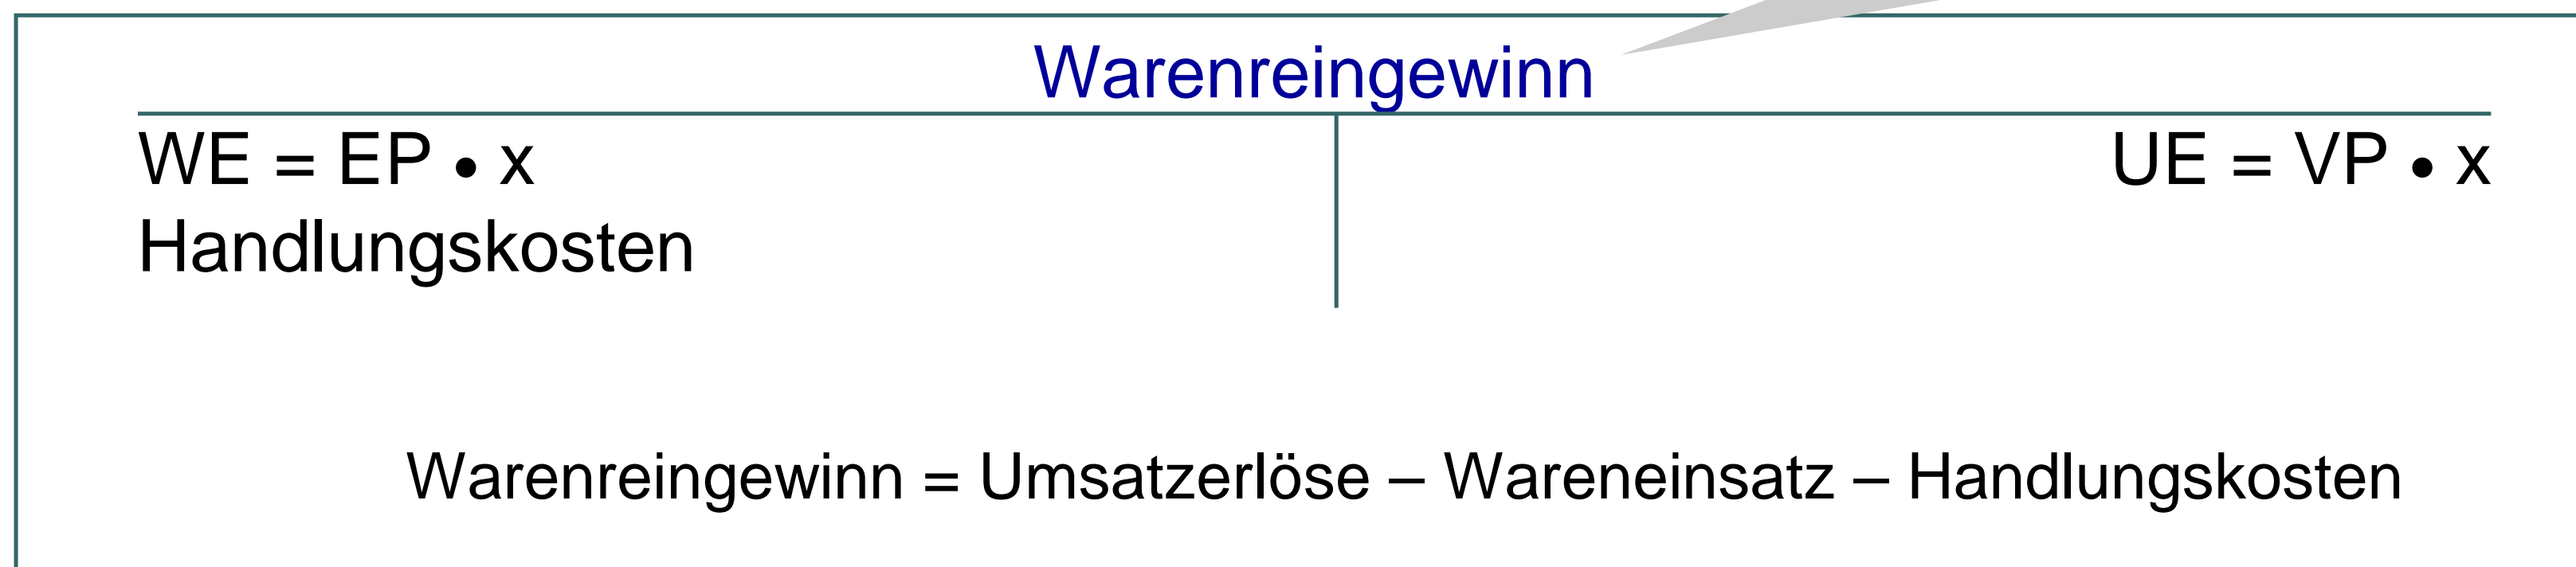 Warenreingewinn
WE = EP • x
UE = VP • x
Handlungskosten
Warenreingewinn = Umsatzerlöse – Wareneinsatz – Handlungskosten